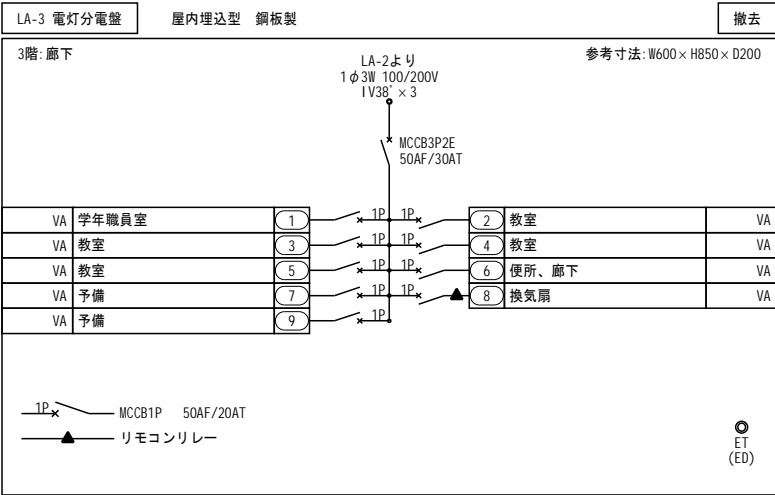 LA-3 電灯分電盤 屋内埋込型 鋼板製 撤去
3階:廊下 参考寸法:W600×H850×D200
LA-2より
1φ3W 100/200V
IV38°×3
MCCB3P2E
50AF/30AT
VA 学年職員室 1 1P 1P 2 教室 VA
VA 教室 3 1P 1P 4 教室 VA
VA 教室 5 1P 1P 6 便所、廊下 VA
VA 予備 7 1P 1P 8 換気扇 VA
VA 予備 9 1P
1P MCCB1P 50AF/20AT
リモコンリレー
ET
(ED)